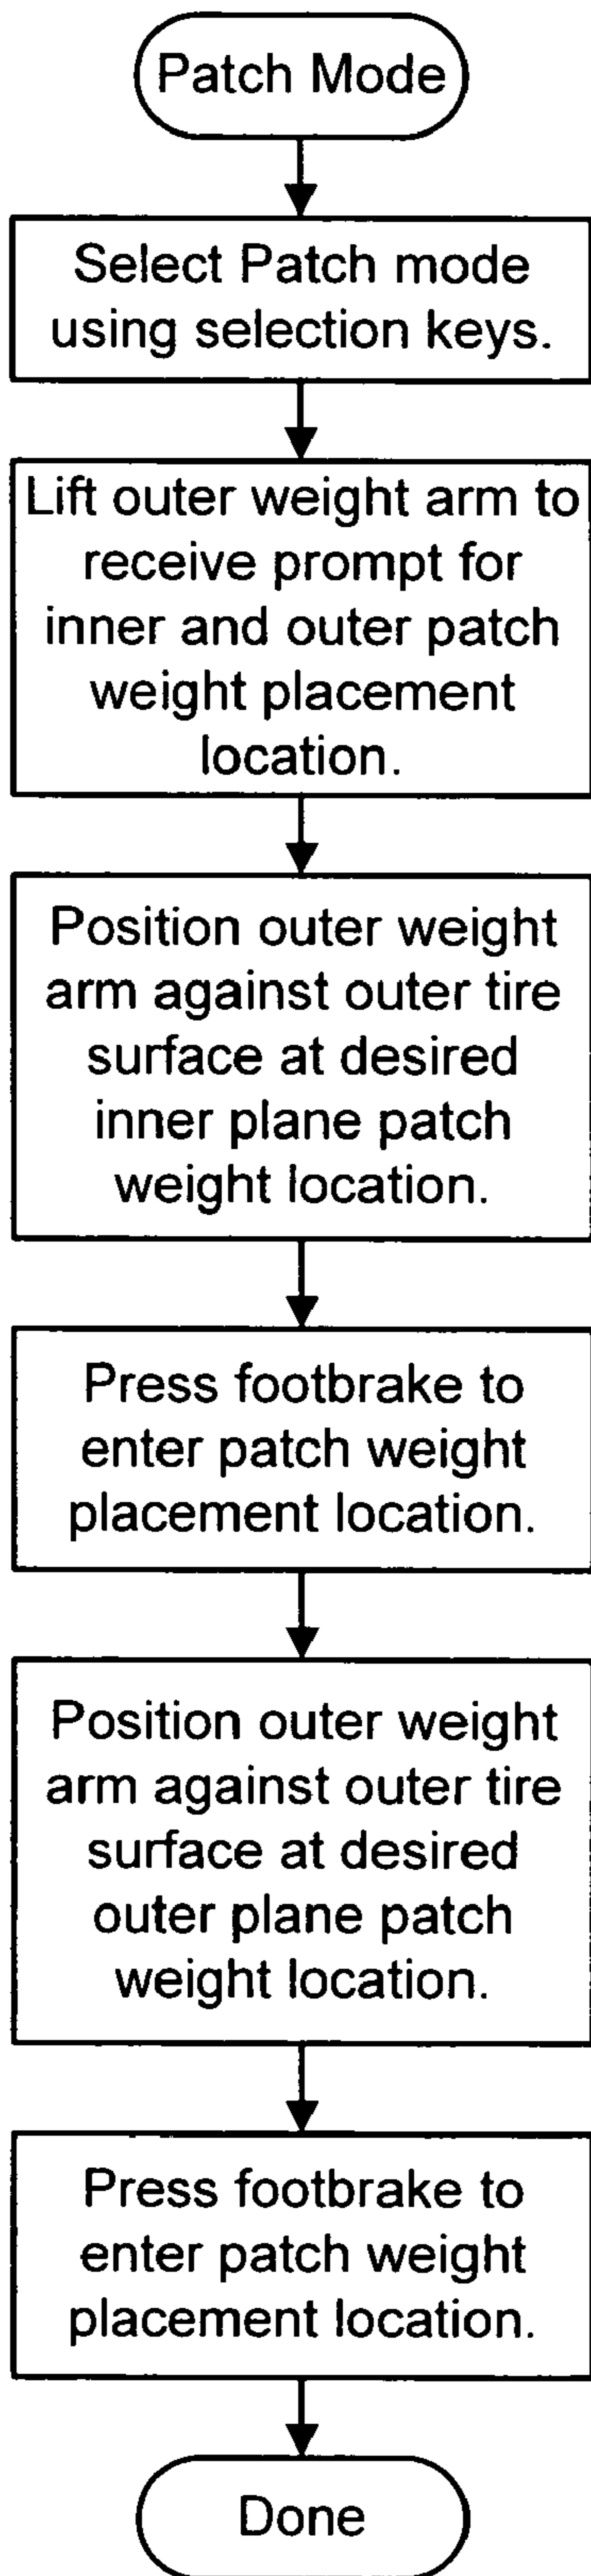 Patch Mode
Select Patch mode
using selection keys.
Lift outer weight arm to
receive prompt for
inner and outer patch
weight placement
location.
Position outer weight
arm against outer tire
surface at desired
inner plane patch
weight location.
Press footbrake to
enter patch weight
placement location.
Position outer weight
arm against outer tire
surface at desired
outer plane patch
weight location.
Press footbrake to
enter patch weight
placement location.
Done